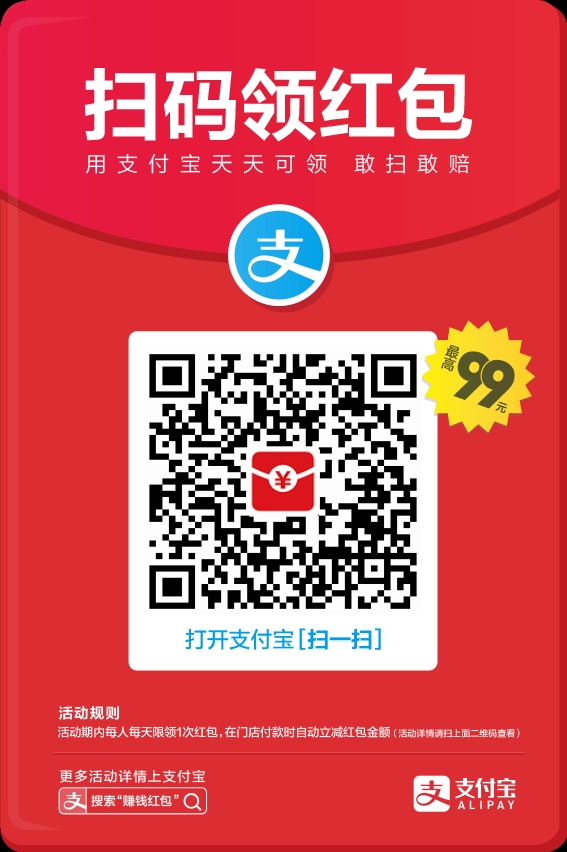 扫码领红包
用支付宝天天可领 敢扫敢赔
支
最高99元
¥
打开支付宝[扫一扫]
活动规则
活动期内每人每天限领1次红包，在门店付款时自动立减红包金额（活动详情请扫上面二维码查看）
更多活动详情上支付宝
支 搜索“赚钱红包”
支 支付宝
ALIPAY